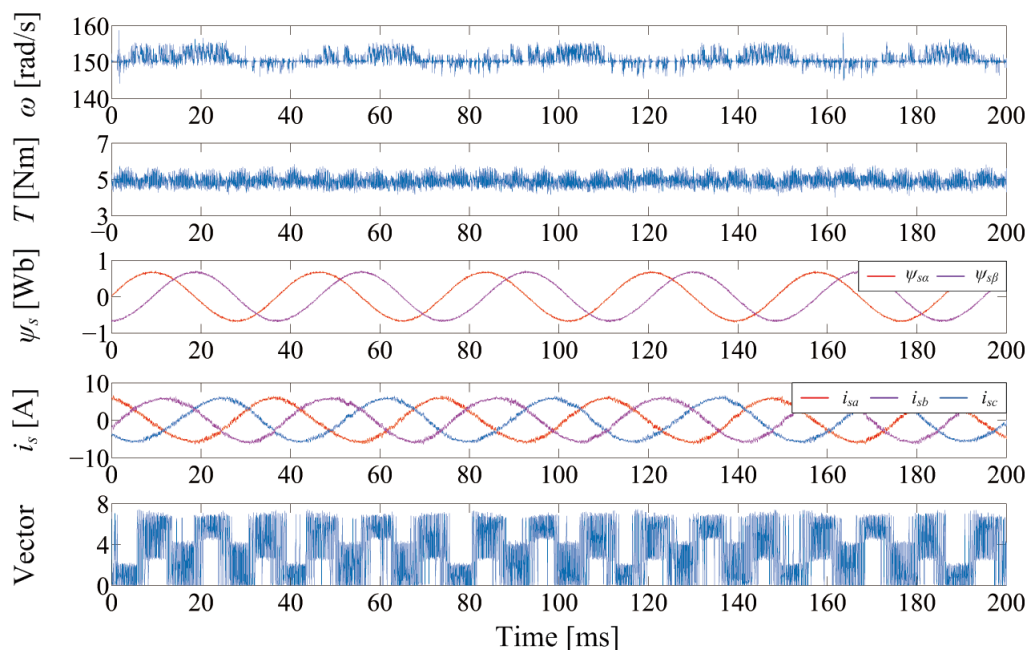 160
150
140
ω [rad/s]
0 20 40 60 80 100 120 140 160 180 200
7
5
3
T [Nm]
−0 20 40 60 80 100 120 140 160 180 200
1
0
−1
ψs [Wb]
ψsα ψsβ
0 20 40 60 80 100 120 140 160 180 200
10
0
−10
is [A]
isa isb isc
0 20 40 60 80 100 120 140 160 180 200
8
4
0
Vector
0 20 40 60 80 100 120 140 160 180 200
Time [ms]